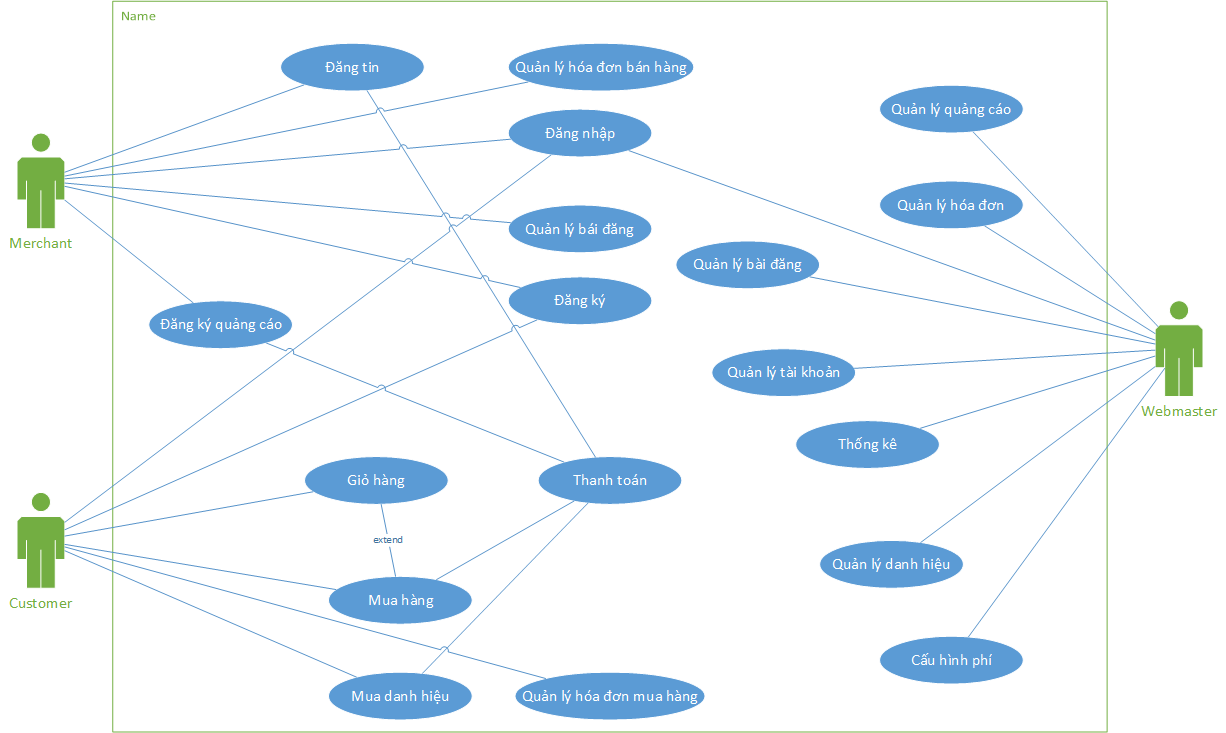 Name
Đăng tin
Quản lý hóa đơn bán hàng
Quản lý quảng cáo
Đăng nhập
Quản lý hóa đơn
Quản lý bái đăng
Merchant
Quản lý bài đăng
Đăng ký
Đăng ký quảng cáo
Quản lý tài khoản
Webmaster
Thống kê
Giỏ hàng
Thanh toán
extend
Quản lý danh hiệu
Mua hàng
Customer
Cấu hình phí
Mua danh hiệu
Quản lý hóa đơn mua hàng